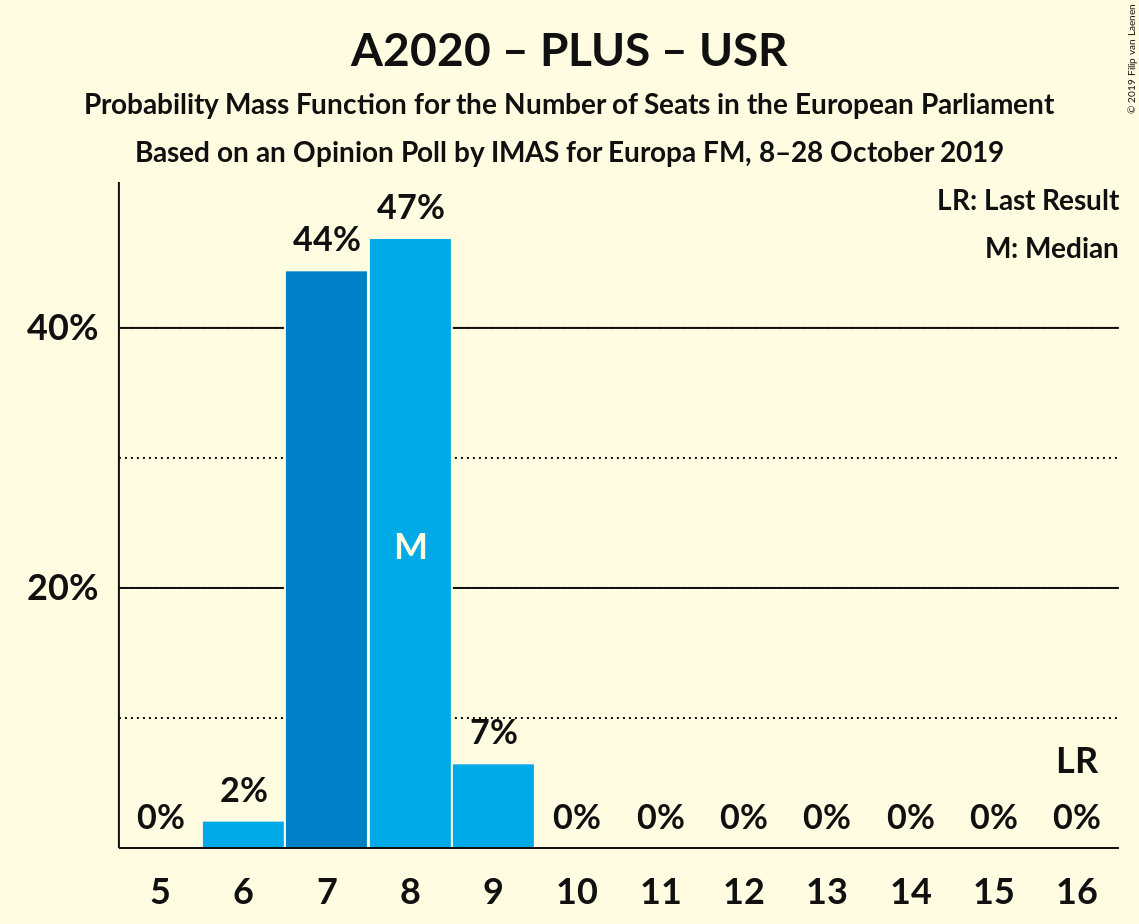 A2020 – PLUS – USR
Probability Mass Function for the Number of Seats in the European Parliament
Based on an Opinion Poll by IMAS for Europa FM, 8–28 October 2019
© 2019 Filip van Laenen
LR: Last Result
M: Median
47%
44%
40%
M
20%
7%
LR
2%
0% 0% 0% 0% 0% 0% 0% 0%
5 6 7 8 9 10 11 12 13 14 15 16